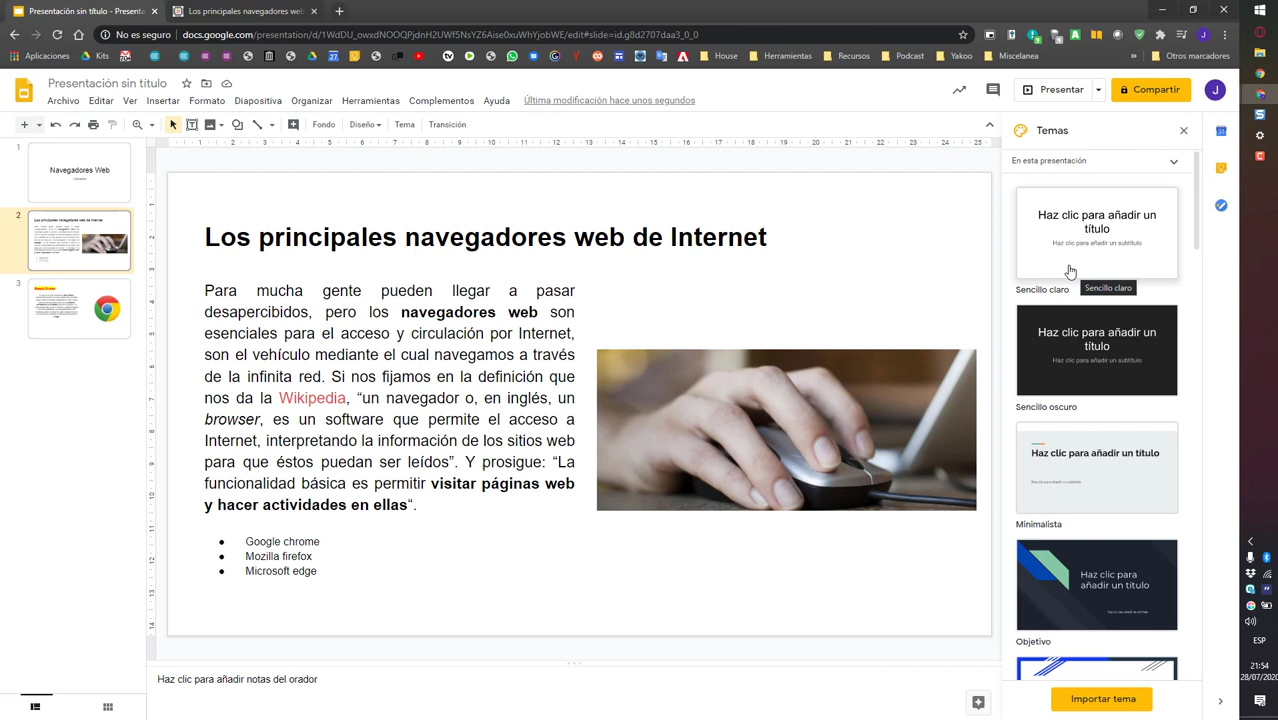 Presentación sin título - Presenta
Los principales navegadores web
No es seguro
docs.google.com/presentation/d/1WdDU_owxdNOOQPjdnH2UWf5NsYZ6Aise0xuWhYjobWE/edit#slide=id.g8d2707daa3_0_0
Aplicaciones
Kits
House
Herramientas
Recursos
Podcast
Yakoo
Miscelanea
Otros marcadores
Presentación sin título
Archivo Editar Ver Insertar Formato Diapositiva Organizar Herramientas Complementos Ayuda Última modificación hace unos segundos
Presentar
Compartir
J
Fondo Diseño Tema Transición
1
Navegadores Web
2
3
principales navegadores web de Internet
Para mucha gente pueden llegar a pasar
desapercibidos, pero los navegadores web son
esenciales para el acceso y circulación por Internet,
son el vehículo mediante el cual navegamos a través
de la infinita red. Si nos fijamos en la definición que
nos da la Wikipedia, “un navegador o, en inglés, un
browser, es un software que permite el acceso a
Internet, interpretando la información de los sitios web
para que éstos puedan ser leídos”. Y prosigue: “La
funcionalidad básica es permitir visitar páginas web
y hacer actividades en ellas“.
● Google chrome
● Mozilla firefox
● Microsoft edge
Haz clic para añadir notas del orador
Temas
En esta presentación
Haz clic para añadir un
título
Haz clic para añadir un subtítulo
Sencillo claro
Sencillo claro
Haz clic para añadir un
título
Haz clic para añadir un subtítulo
Sencillo oscuro
Haz clic para añadir un título
Haz clic para añadir un subtítulo
Minimalista
Haz clic para
añadir un título
Objetivo
Importar tema
ESP
21:54
28/07/2020